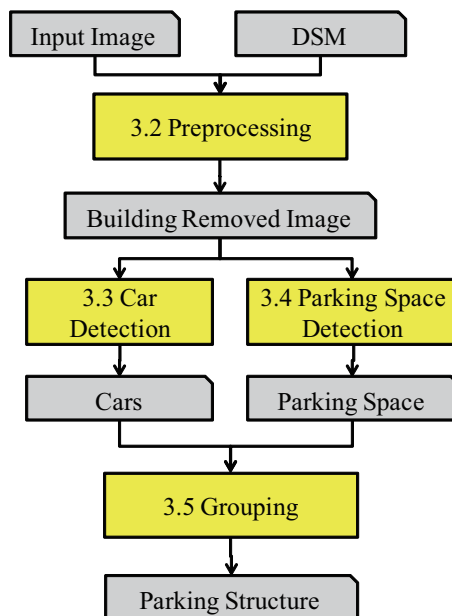 Input Image
DSM
3.2 Preprocessing
Building Removed Image
3.3 Car
Detection
3.4 Parking Space
Detection
Cars
Parking Space
3.5 Grouping
Parking Structure